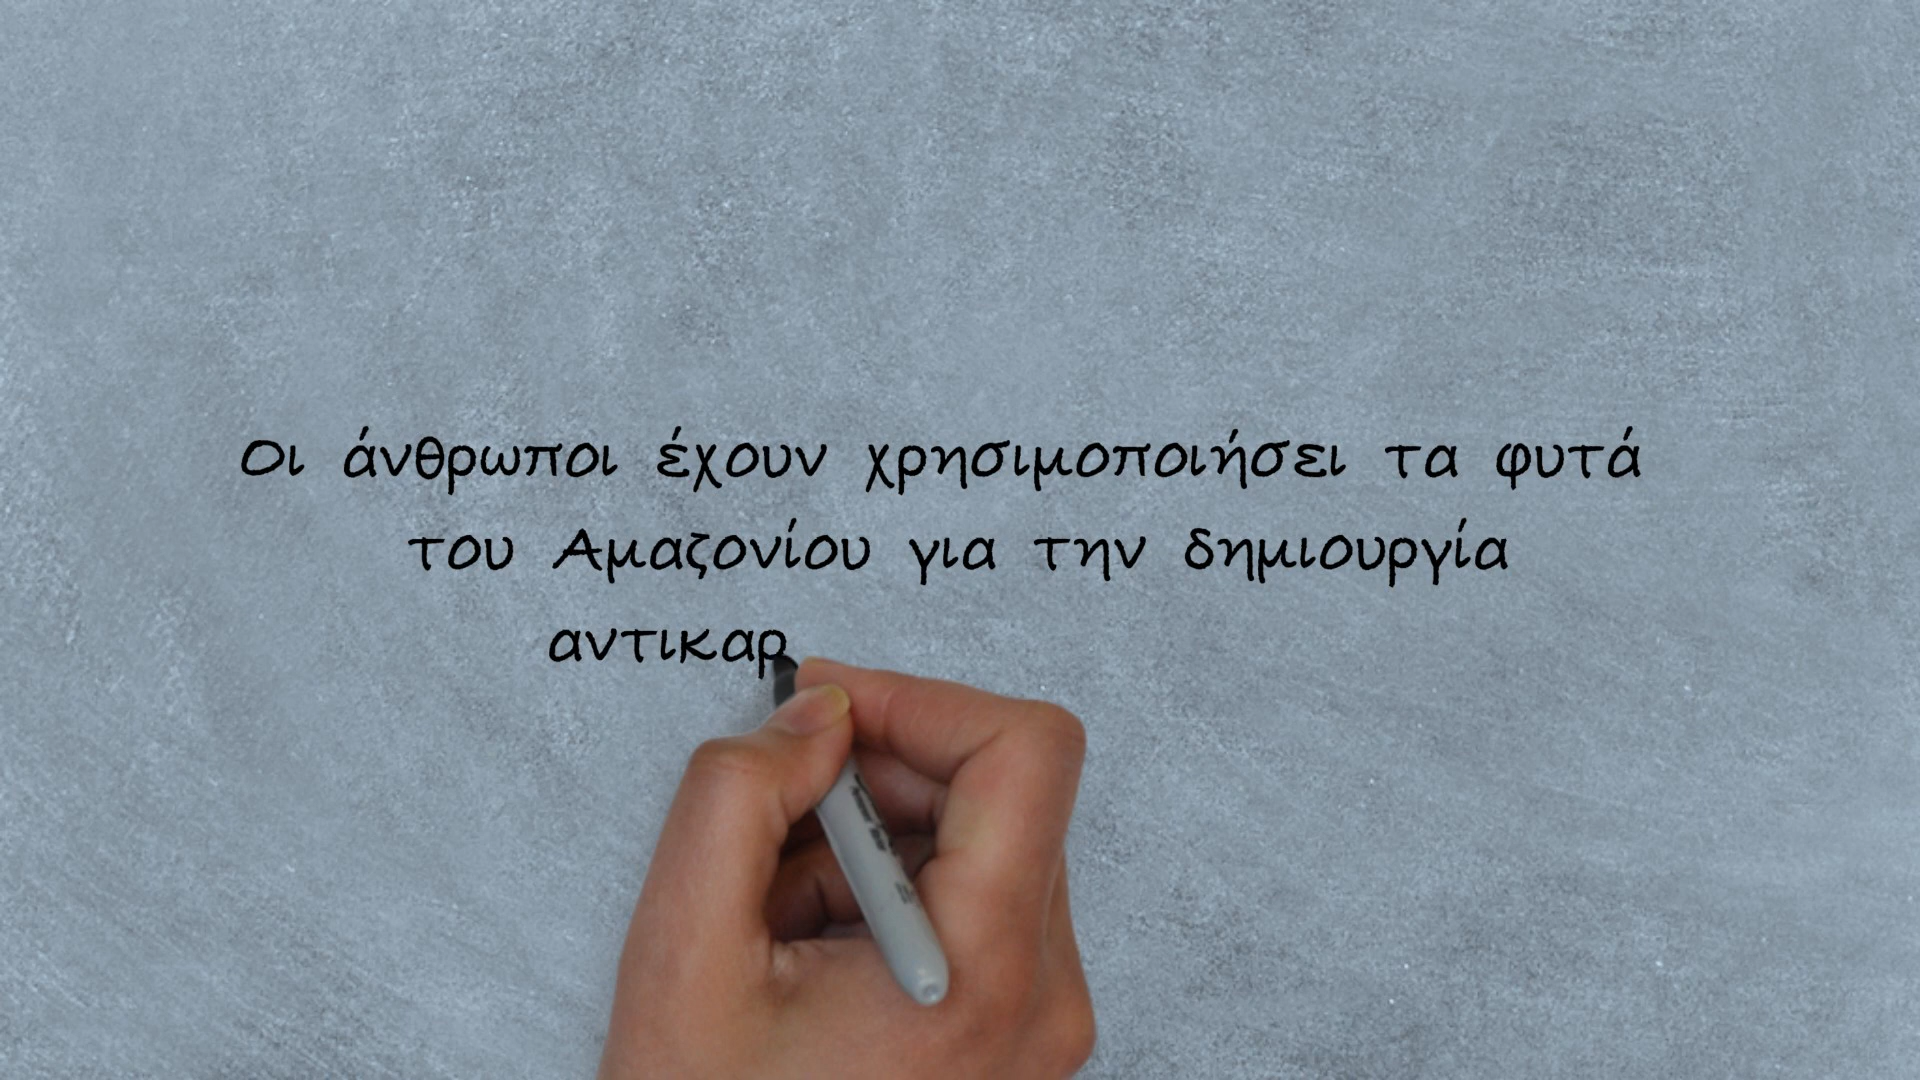 Οι άνθρωποι έχουν χρησιμοποιήσει τα φυτά
του Αμαζονίου για την δημιουργία
αντικαρ